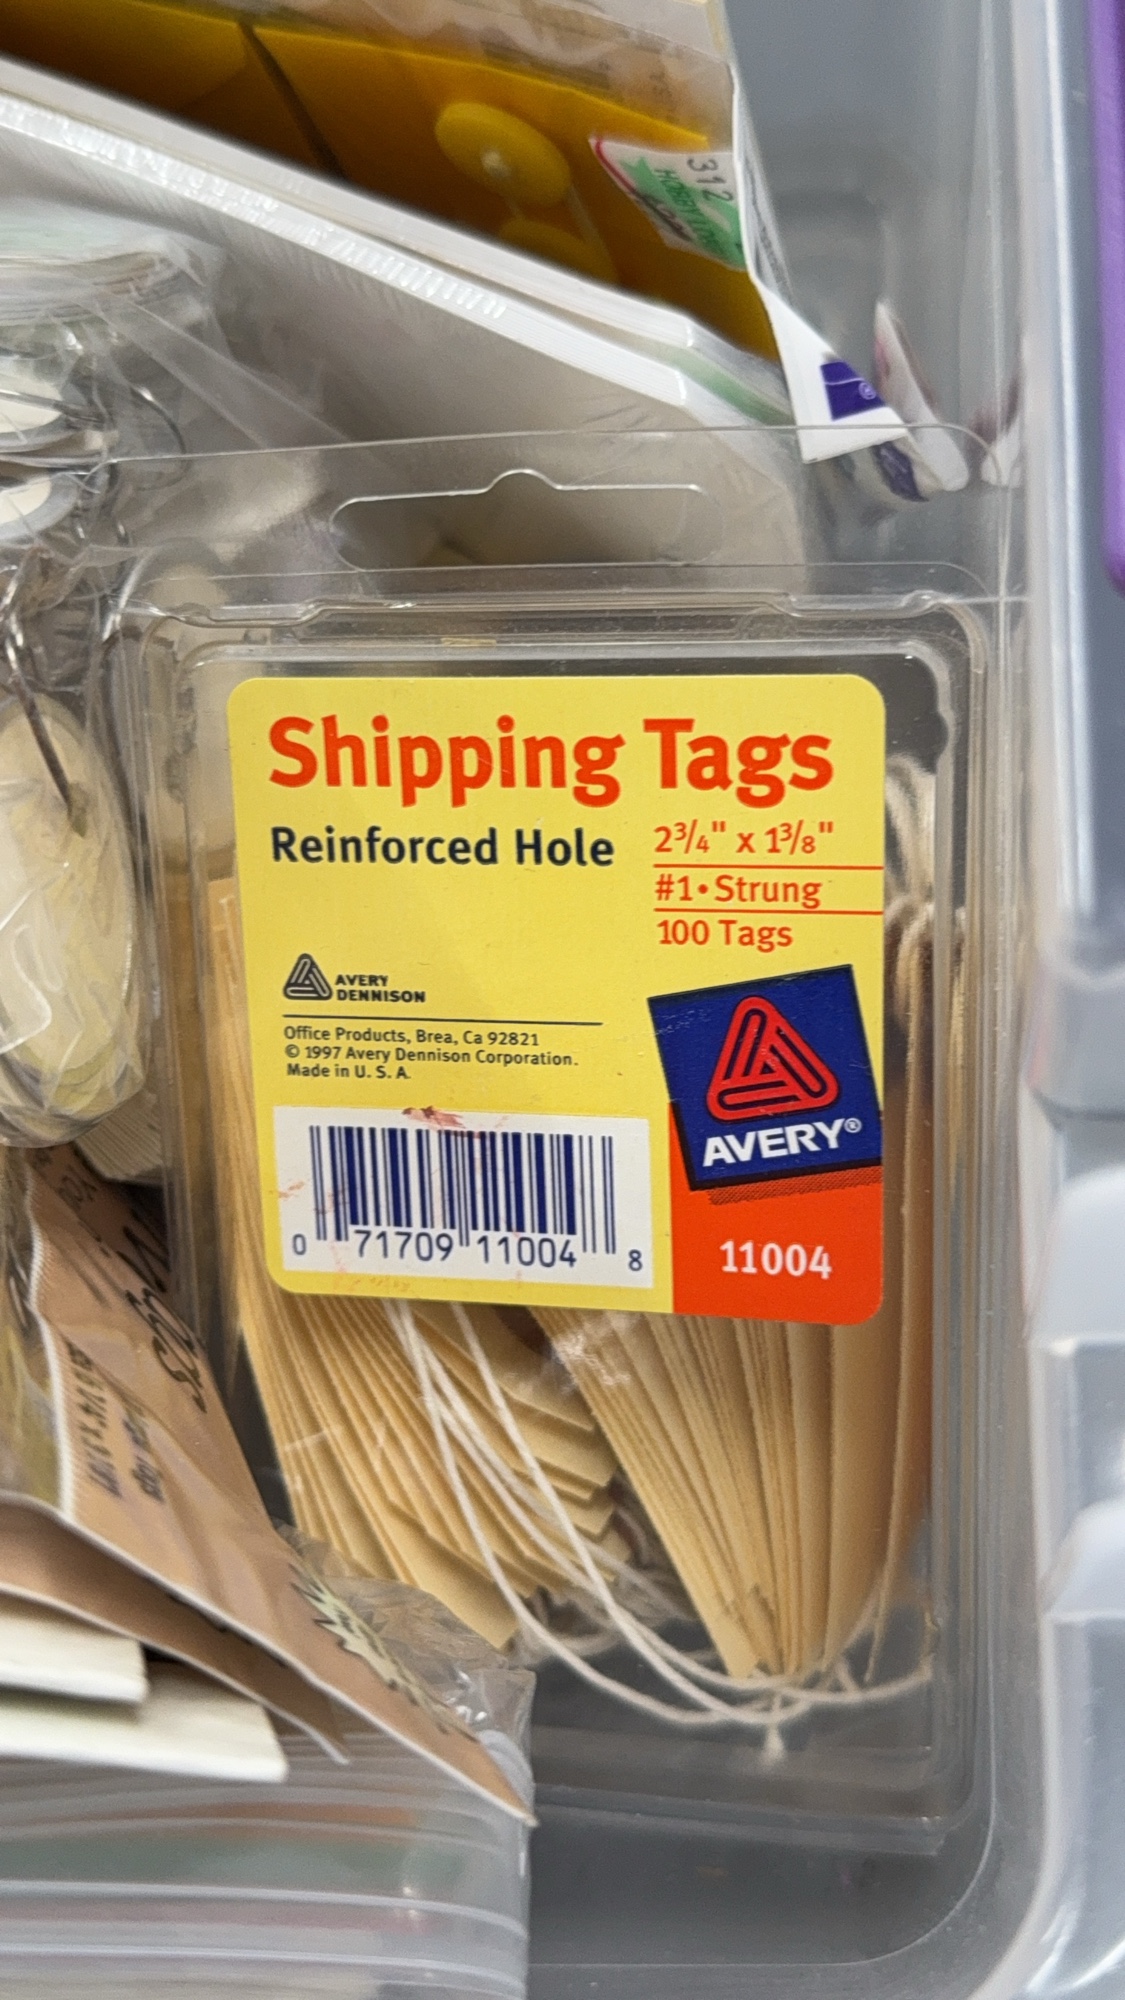 312
HOBBY
Shipping Tags
Reinforced Hole
2¾" x 1⅜"
#1•Strung
100 Tags
AVERY
DENNISON
Office Products, Brea, Ca 92821
© 1997 Avery Dennison Corporation.
Made in U. S. A.
AVERY®
11004
0 71709 11004 8